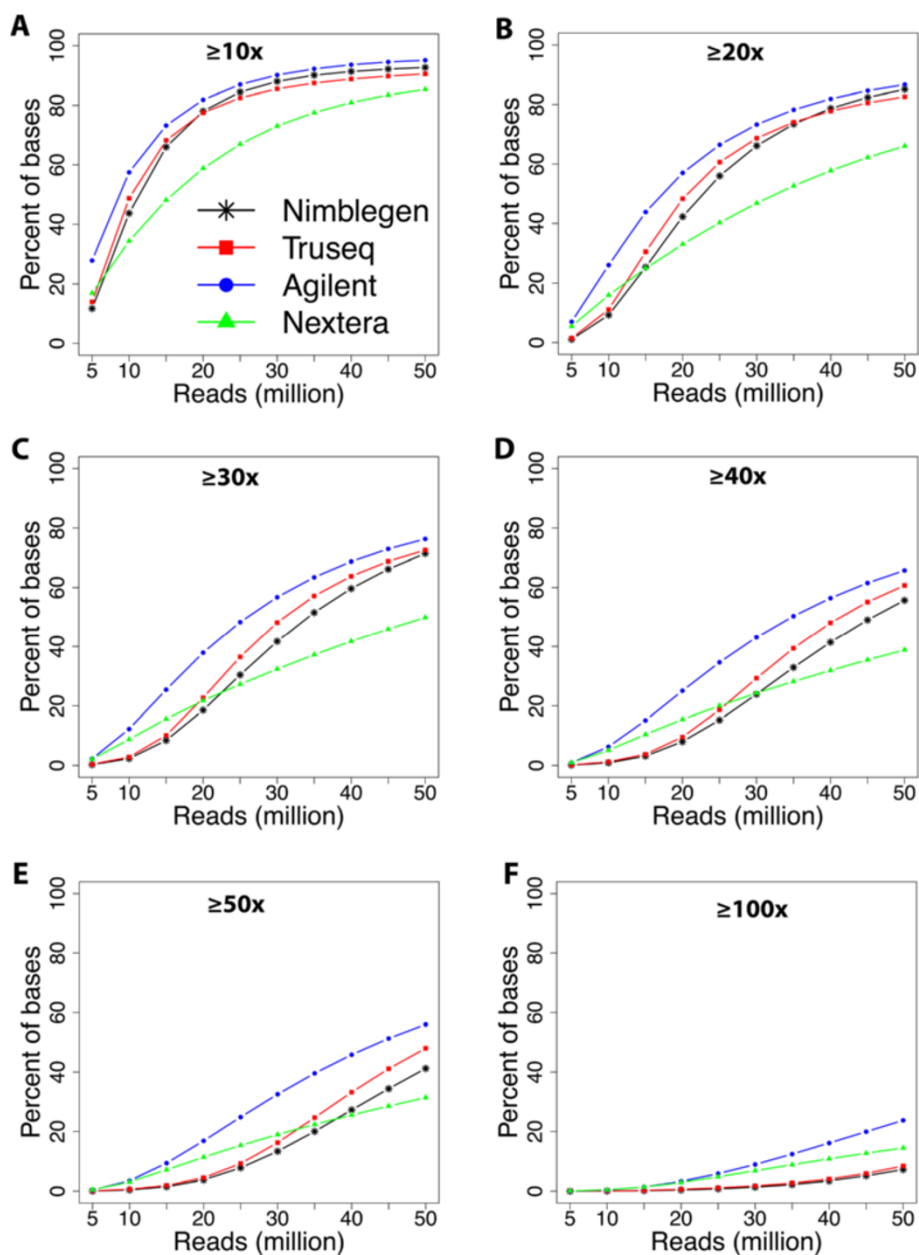 A
≥10x
Percent of bases
0 20 40 60 80 100
Nimblegen
Truseq
Agilent
Nextera
5 10 20 30 40 50
Reads (million)
B
≥20x
Percent of bases
0 20 40 60 80 100
5 10 20 30 40 50
Reads (million)
C
≥30x
Percent of bases
0 20 40 60 80 100
5 10 20 30 40 50
Reads (million)
D
≥40x
Percent of bases
0 20 40 60 80 100
5 10 20 30 40 50
Reads (million)
E
≥50x
Percent of bases
0 20 40 60 80 100
5 10 20 30 40 50
Reads (million)
F
≥100x
Percent of bases
0 20 40 60 80 100
5 10 20 30 40 50
Reads (million)